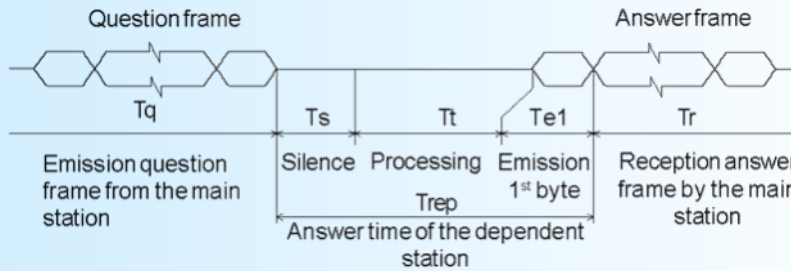 Question frame
Answer frame
Tq
Ts
Tt
Te1
Tr
Emission question
frame from the main
station
Silence
Processing
Emission
1st byte
Reception answer
frame by the main
station
Trep
Answer time of the dependent
station